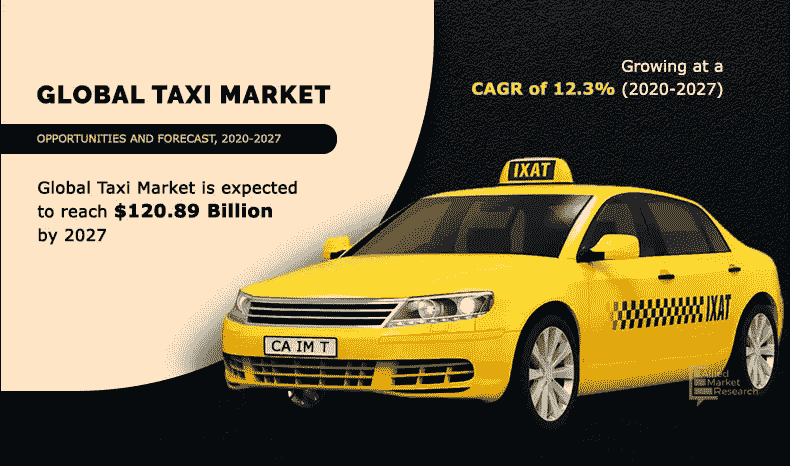 GLOBAL TAXI MARKET
OPPORTUNITIES AND FORECAST, 2020-2027
Global Taxi Market is expected
to reach $120.89 Billion
by 2027
Growing at a
CAGR of 12.3% (2020-2027)
IXAT
IXAT
CA IM T
Allied
Market
Research